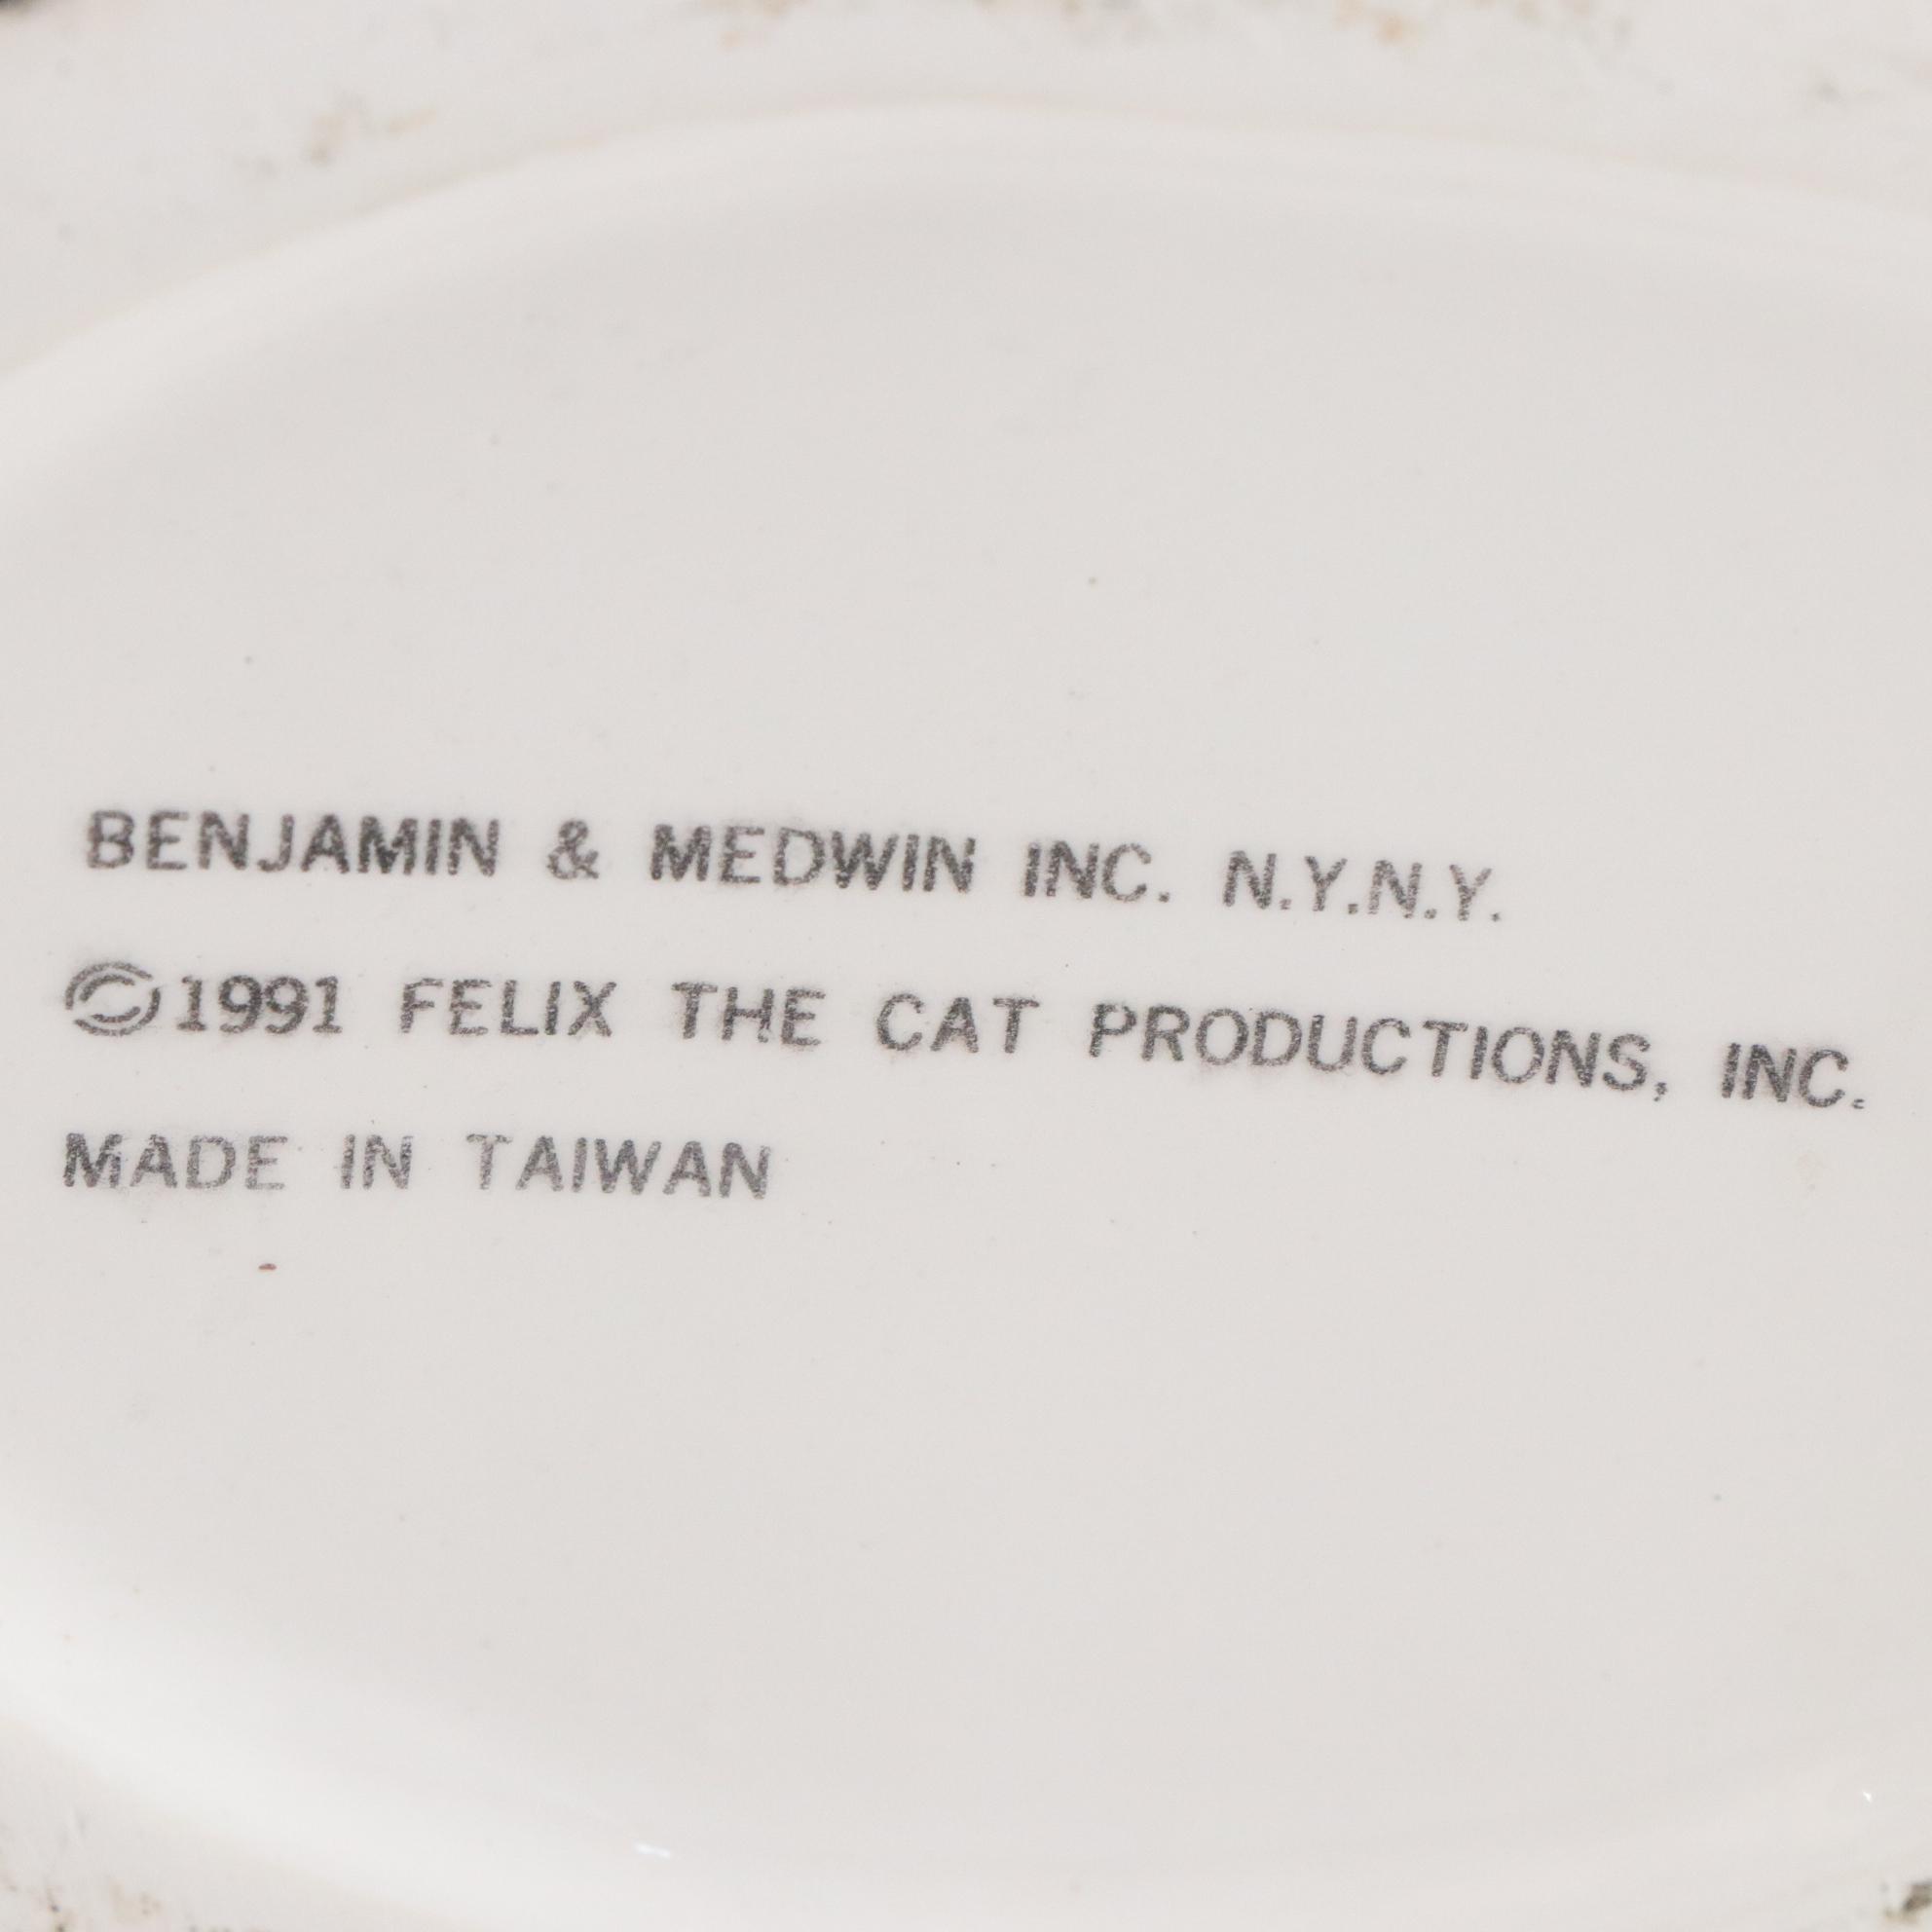 BENJAMIN & MEDWIN INC. N.Y.N.Y.
©1991 FELIX THE CAT PRODUCTIONS, INC.
MADE IN TAIWAN